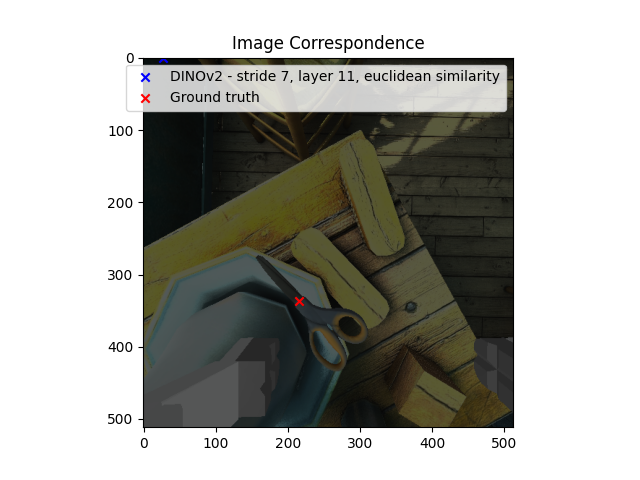 Image Correspondence
DINOv2 - stride 7, layer 11, euclidean similarity
Ground truth
0
100
200
300
400
500
0 100 200 300 400 500